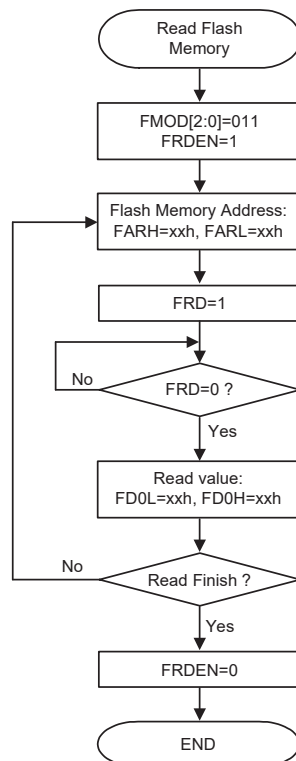 Read Flash
Memory
FMOD[2:0]=011
FRDEN=1
Flash Memory Address:
FARH=xxh, FARL=xxh
FRD=1
No
FRD=0 ?
Yes
Read value:
FD0L=xxh, FD0H=xxh
No
Read Finish ?
Yes
FRDEN=0
END